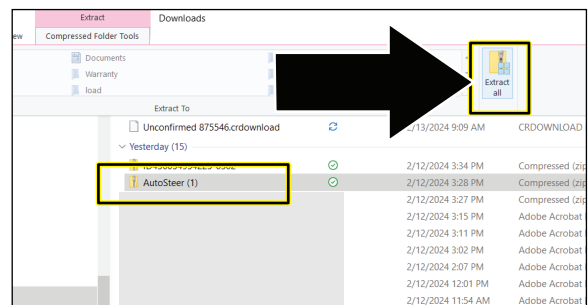 Extract
Downloads
ew
Compressed Folder Tools
Documents
Warranty
load
Extract
all
Extract To
Unconfirmed 875546.crdownload
2/13/2024 9:09 AM
CRDOWNLOAD
Yesterday (15)
2/12/2024 3:34 PM
Compressed (zip
AutoSteer (1)
2/12/2024 3:28 PM
Compressed (zip
2/12/2024 3:27 PM
Compressed (zip
2/12/2024 3:15 PM
Adobe Acrobat
2/12/2024 3:11 PM
Adobe Acrobat
2/12/2024 3:02 PM
Adobe Acrobat
2/12/2024 2:07 PM
Adobe Acrobat
2/12/2024 12:01 PM
Adobe Acrobat
2/12/2024 11:54 AM
Adobe Acrobat